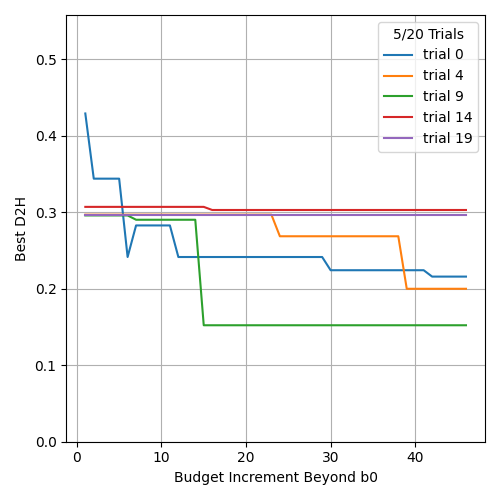 5/20 Trials
trial 0
trial 4
trial 9
trial 14
trial 19
0.5
0.4
0.3
0.2
0.1
0.0
Best D2H
0 10 20 30 40
Budget Increment Beyond b0